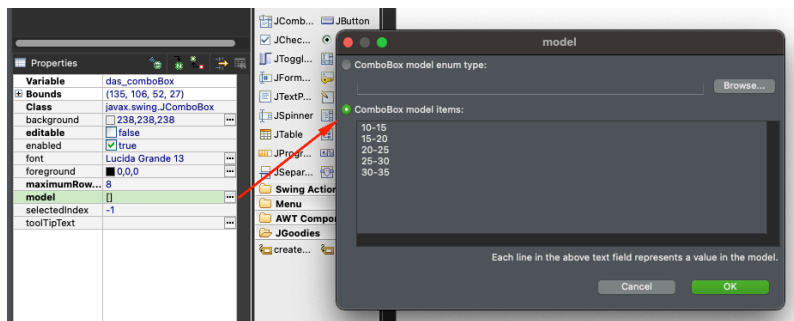 Properties
Variable das_comboBox
Bounds (135, 106, 52, 27)
Class javax.swing.JComboBox
background 238,238,238 ...
editable false
enabled true
font Lucida Grande 13 ...
foreground 0,0,0 ...
maximumRow... 8
model [] ...
selectedIndex -1
toolTipText ...
JComb... JButton
JChec...
JToggl...
JForm...
JTextP...
JSpinner
JTable
JProgr...
JSepar...
Swing Action
Menu
AWT Compo
JGoodies
create...
model
ComboBox model enum type:
Browse...
ComboBox model items:
10-15
15-20
20-25
25-30
30-35
Each line in the above text field represents a value in the model.
Cancel OK